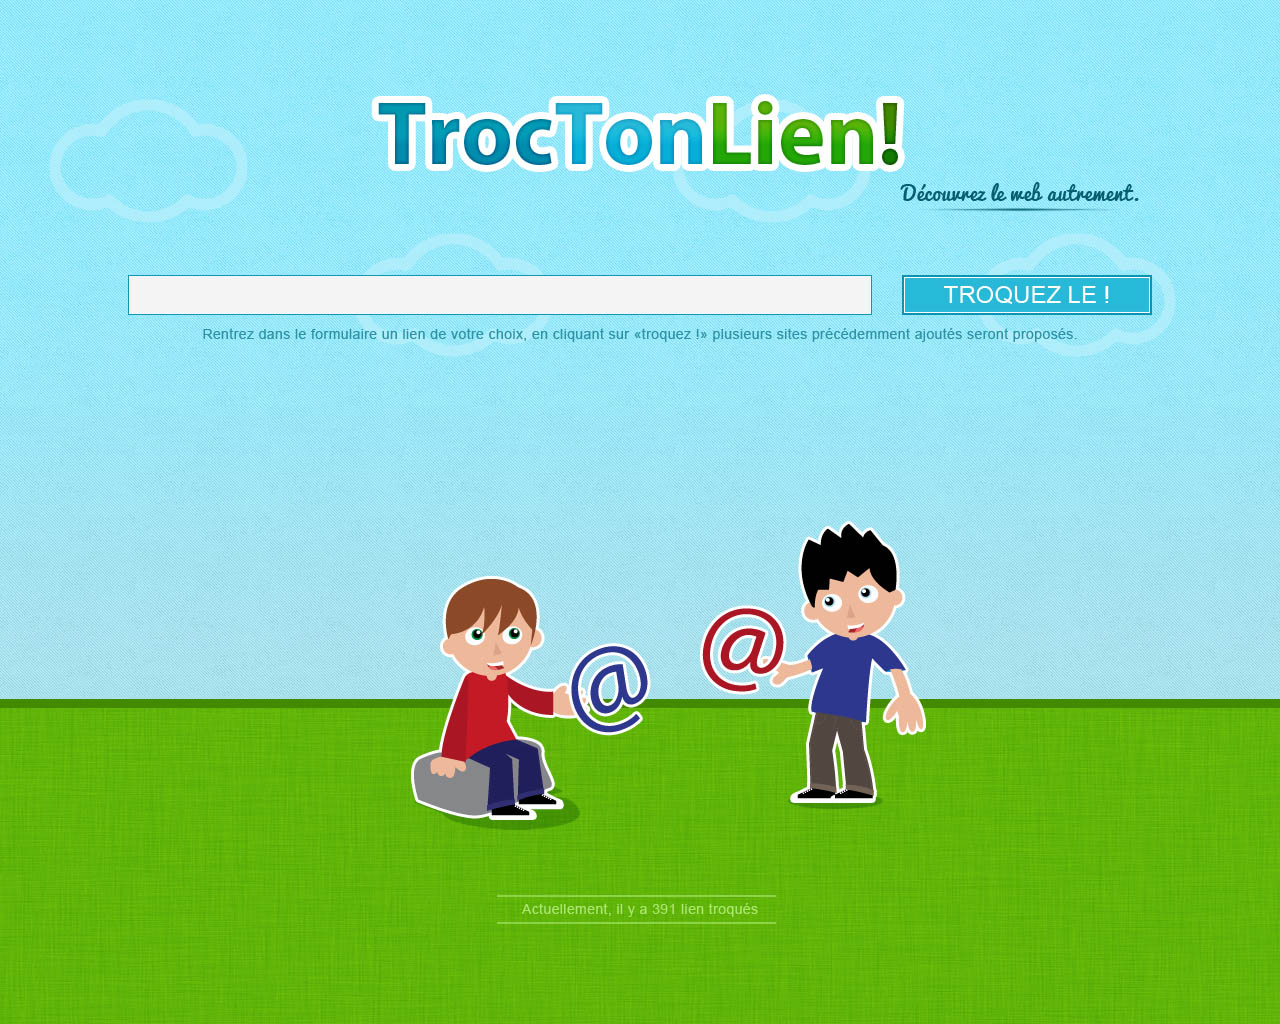 TrocTonLien!
Découvrez le web autrement.
TROQUEZ LE !
Rentrez dans le formulaire un lien de votre choix, en cliquant sur «troquez !» plusieurs sites précédemment ajoutés seront proposés.
@
@
Actuellement, il y a 391 lien troqués